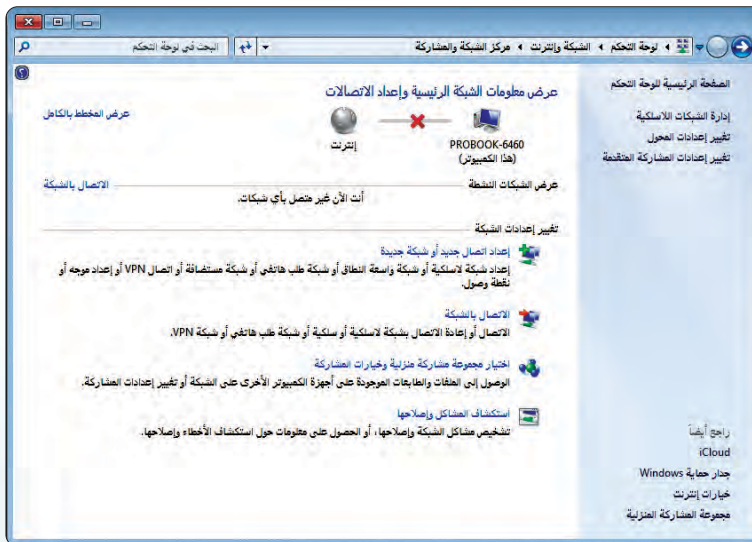 لوحة التحكم ◂ الشبكة وإنترنت ◂ مركز الشبكة والمشاركة
البحث في لوحة التحكم
الصفحة الرئيسية للوحة التحكم
إدارة الشبكات اللاسلكية
تغيير إعدادات المحول
تغيير إعدادات المشاركة المتقدمة
عرض معلومات الشبكة الرئيسية وإعداد الاتصالات
عرض المخطط بالكامل
PROBOOK-6460
(هذا الكمبيوتر)
إنترنت
عرض الشبكات النشطة
الاتصال بالشبكة
أنت الآن غير متصل بأي شبكات.
تغيير إعدادات الشبكة
إعداد اتصال جديد أو شبكة جديدة
إعداد شبكة لاسلكية أو شبكة واسعة النطاق أو شبكة طلب هاتفي أو شبكة مستضافة أو اتصال VPN أو إعداد موجه أو
نقطة وصول.
الاتصال بالشبكة
الاتصال أو إعادة الاتصال بشبكة لاسلكية أو سلكية أو شبكة طلب هاتفي أو شبكة VPN.
اختيار مجموعة مشاركة منزلية وخيارات المشاركة
الوصول إلى الملفات والطابعات الموجودة على أجهزة الكمبيوتر الأخرى على الشبكة أو تغيير إعدادات المشاركة.
استكشاف المشاكل وإصلاحها
تشخيص مشاكل الشبكة وإصلاحها، أو الحصول على معلومات حول استكشاف الأخطاء وإصلاحها.
راجع أيضاً
iCloud
جدار حماية Windows
خيارات إنترنت
مجموعة المشاركة المنزلية